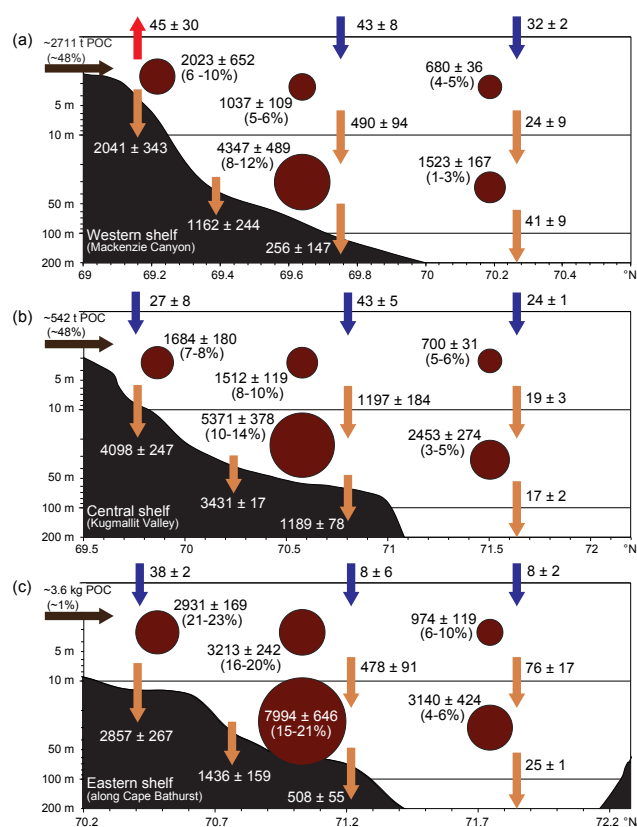 (a)
45 ± 30
43 ± 8
32 ± 2
~2711 t POC
(~48%)
2023 ± 652
(6 -10%)
1037 ± 109
(5-6%)
680 ± 36
(4-5%)
5 m
10 m
50 m
100 m
200 m
2041 ± 343
4347 ± 489
(8-12%)
490 ± 94
24 ± 9
1523 ± 167
(1-3%)
1162 ± 244
256 ± 147
41 ± 9
Western shelf
(Mackenzie Canyon)
69
69.2
69.4
69.6
69.8
70
70.2
70.4
°N
(b)
27 ± 8
43 ± 5
24 ± 1
~542 t POC
(~48%)
1684 ± 180
(7-8%)
1512 ± 119
(8-10%)
700 ± 31
(5-6%)
5 m
10 m
50 m
100 m
200 m
4098 ± 247
5371 ± 378
(10-14%)
1197 ± 184
19 ± 3
2453 ± 274
(3-5%)
3431 ± 17
1189 ± 78
17 ± 2
Central shelf
(Kugmallit Valley)
69.5
70
70.5
71
71.5
72
°N
(c)
38 ± 2
8 ± 6
8 ± 2
~3.6 kg POC
(~1%)
2931 ± 169
(21-23%)
3213 ± 242
(16-20%)
974 ± 119
(6-10%)
5 m
10 m
50 m
100 m
200 m
2857 ± 267
7994 ± 646
(15-21%)
478 ± 91
76 ± 17
3140 ± 424
(4-6%)
1436 ± 159
508 ± 55
25 ± 1
Eastern shelf
(along Cape Bathurst)
70.2
70.7
71.2
71.7
72.2
°N